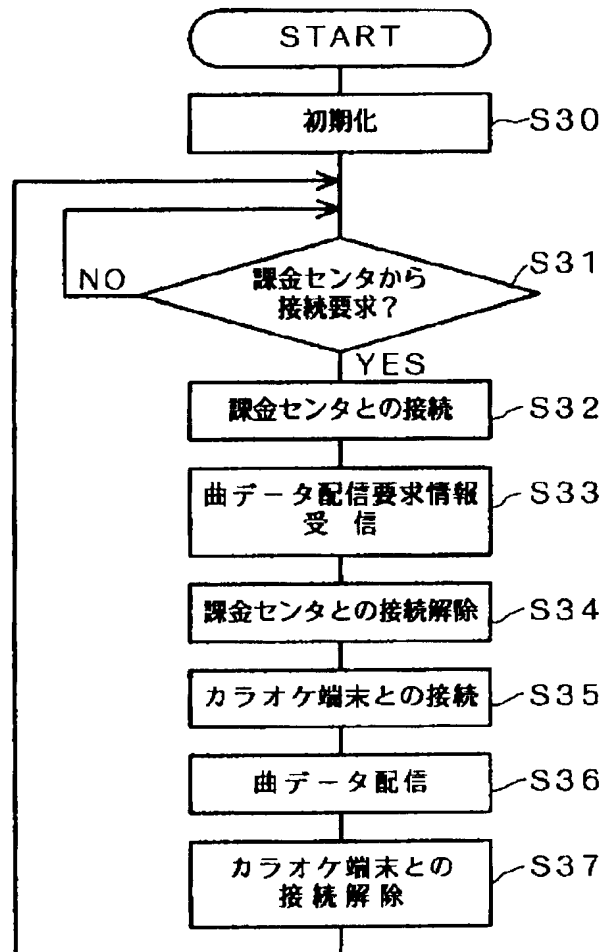 START
初期化
S30
課金センタから
接続要求?
S31
NO
YES
課金センタとの接続
S32
曲データ配信要求情報
受 信
S33
課金センタとの接続解除
S34
カラオケ端末との接続
S35
曲データ配信
S36
カラオケ端末との
接続解除
S37